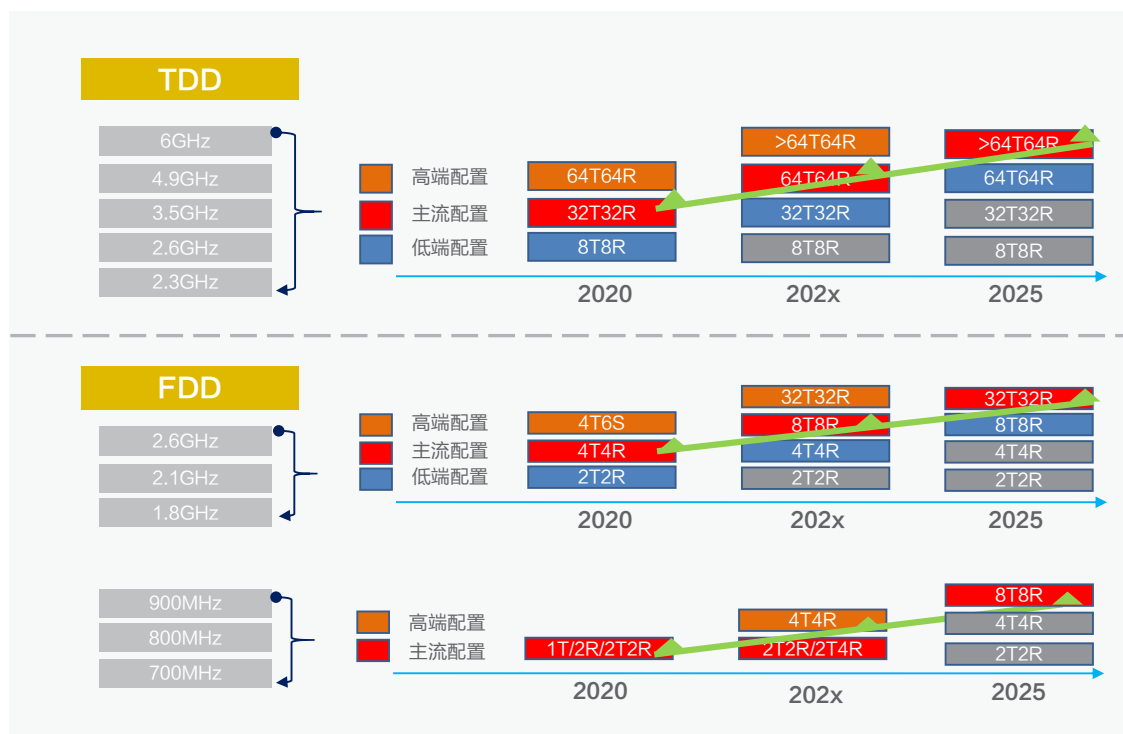 TDD
6GHz
4.9GHz
3.5GHz
2.6GHz
2.3GHz
高端配置
主流配置
低端配置
64T64R
32T32R
8T8R
>64T64R
64T64R
32T32R
8T8R
>64T64R
64T64R
32T32R
8T8R
2020
202x
2025
FDD
2.6GHz
2.1GHz
1.8GHz
高端配置
主流配置
低端配置
4T6S
4T4R
2T2R
32T32R
8T8R
4T4R
2T2R
32T32R
8T8R
4T4R
2T2R
2020
202x
2025
900MHz
800MHz
700MHz
高端配置
主流配置
1T/2R/2T2R
4T4R
2T2R/2T4R
8T8R
4T4R
2T2R
2020
202x
2025